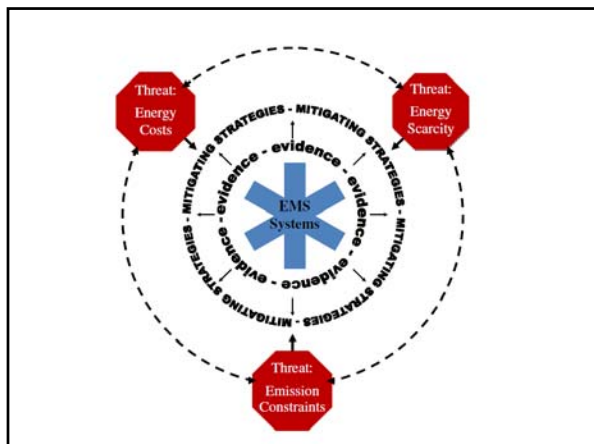 Threat:
Energy
Costs
Threat:
Energy
Scarcity
MITIGATING STRATEGIES - MITIGATING STRATEGIES - MITIGATING STRATEGIES - MITIGATING STRATEGIES -
evidence - evidence - evidence - evidence - evidence -
EMS
Systems
Threat:
Emission
Constraints